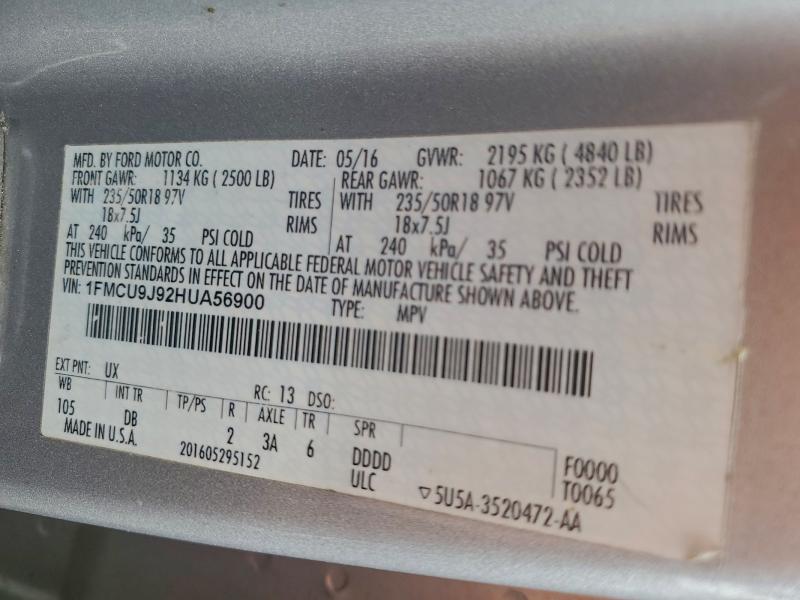 MFD. BY FORD MOTOR CO. DATE: 05/16 GVWR: 2195 KG ( 4840 LB)
FRONT GAWR: 1134 KG ( 2500 LB) REAR GAWR: 1067 KG ( 2352 LB)
WITH 235/50R18 97V TIRES WITH 235/50R18 97V TIRES
18x7.5J RIMS 18x7.5J RIMS
AT 240 kPa/ 35 PSI COLD AT 240 kPa/ 35 PSI COLD
THIS VEHICLE CONFORMS TO ALL APPLICABLE FEDERAL MOTOR VEHICLE SAFETY AND THEFT
PREVENTION STANDARDS IN EFFECT ON THE DATE OF MANUFACTURE SHOWN ABOVE.
VIN: 1FMCU9J92HUA56900 TYPE: MPV
EXT PNT: UX RC: 13 DSO:
WB INT TR TP/PS R AXLE TR SPR
105 DB 2 3A 6 DDDD F0000
MADE IN U.S.A. 201605295152 ULC T0065
▽5U5A-3520472-AA